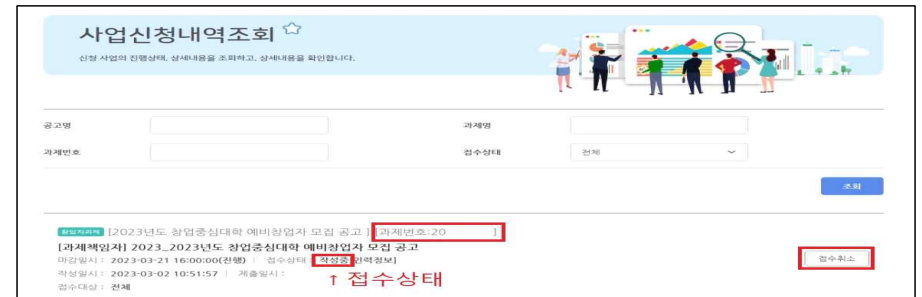 사업신청내역조회 ☆
신청 사업의 진행상태, 상세내용을 조회하고, 상세내용을 확인합니다.
공고명
과제명
과제번호
접수상태
전체
조회
[2023년도 창업중심대학 예비창업자 모집 공고 ] [과제번호:20 ]
[과제책임자] 2023_2023년도 창업중심대학 예비창업자 모집 공고
마감일시 : 2023-03-21 16:00:00(진행) | 접수상태 : 작성중[인력정보]
접수취소
작성일시 : 2023-03-02 10:51:57 | 제출일시 :
↑ 접수상태
접수대상 : 전체